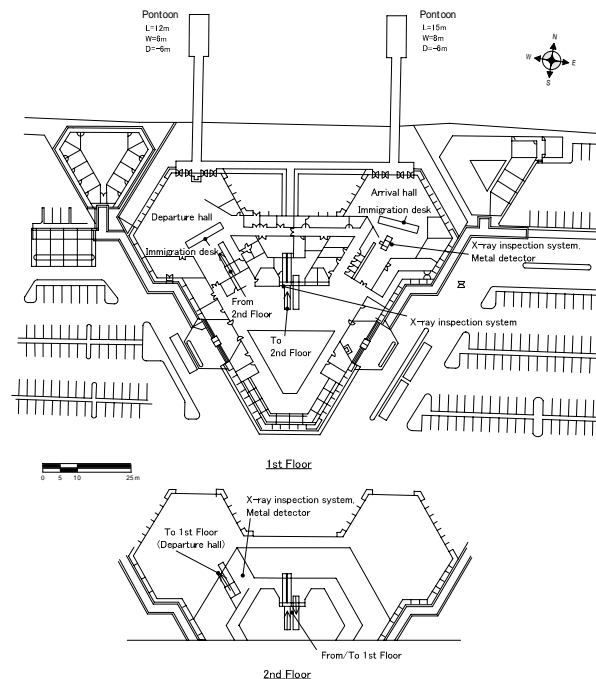 Pontoon
L=12m
W=6m
D=-6m
Pontoon
L=15m
W=8m
D=-6m
N
W
E
S
Arrival hall
Immigration desk
Departure hall
X-ray inspection system,
Metal detector
Immigration desk
From
2nd Floor
X-ray inspection system
To
2nd Floor
1st Floor
0 5 10 25m
X-ray inspection system,
Metal detector
To 1st Floor
(Departure hall)
From/To 1st Floor
2nd Floor